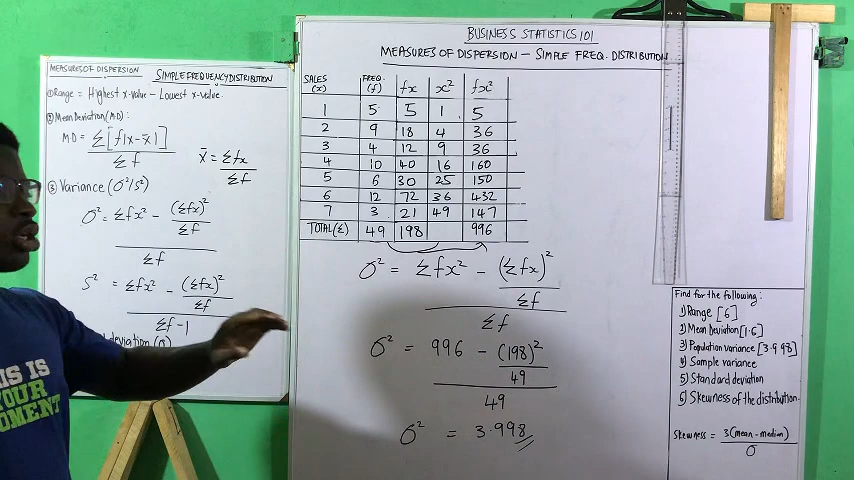 MEASURES OF DISPERSION
SIMPLE FREQUENCY DISTRIBUTION
① Range = Highest x-value - Lowest x-value.
② Mean Deviation (M.D):
M.D = Σ[f|x - x̄|] / Σf
x̄ = Σfx / Σf
③ Variance (σ²/s²)
σ² = Σfx² - (Σfx)² / Σf
Σf
S² = Σfx² - (Σfx)² / Σf
Σf - 1
deviation (σ)
IS IS
YOUR
MOMENT
BUSINESS STATISTICS 101
MEASURES OF DISPERSION - SIMPLE FREQ. DISTRIBUTION
SALES (x) FREQ. (f) fx x² fx²
1 5 5 1 5
2 9 18 4 36
3 4 12 9 36
4 10 40 16 160
5 6 30 25 150
6 12 72 36 432
7 3 21 49 147
TOTAL(Σ) 49 198 996
σ² = Σfx² - (Σfx)² / Σf
Σf
σ² = 996 - (198)² / 49
49
σ² = 3.998
Find for the following:
1) Range [6]
2) Mean Deviation [1.6]
3) Population variance [3.998]
4) Sample variance
5) Standard deviation
6) Skewness of the distribution.
Skewness = 3(mean - median) / σ